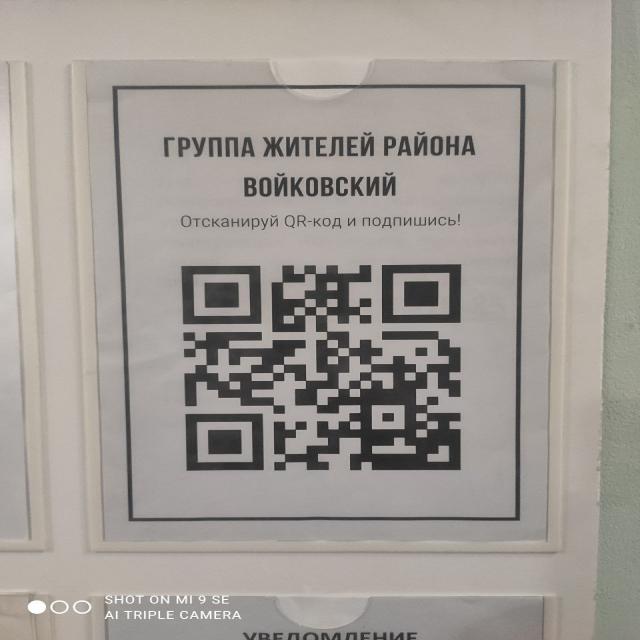 ГРУППА ЖИТЕЛЕЙ РАЙОНА
ВОЙКОВСКИЙ
Отсканируй QR-код и подпишись!
SHOT ON MI 9 SE
AI TRIPLE CAMERA
УВЕДОМЛЕНИЕ